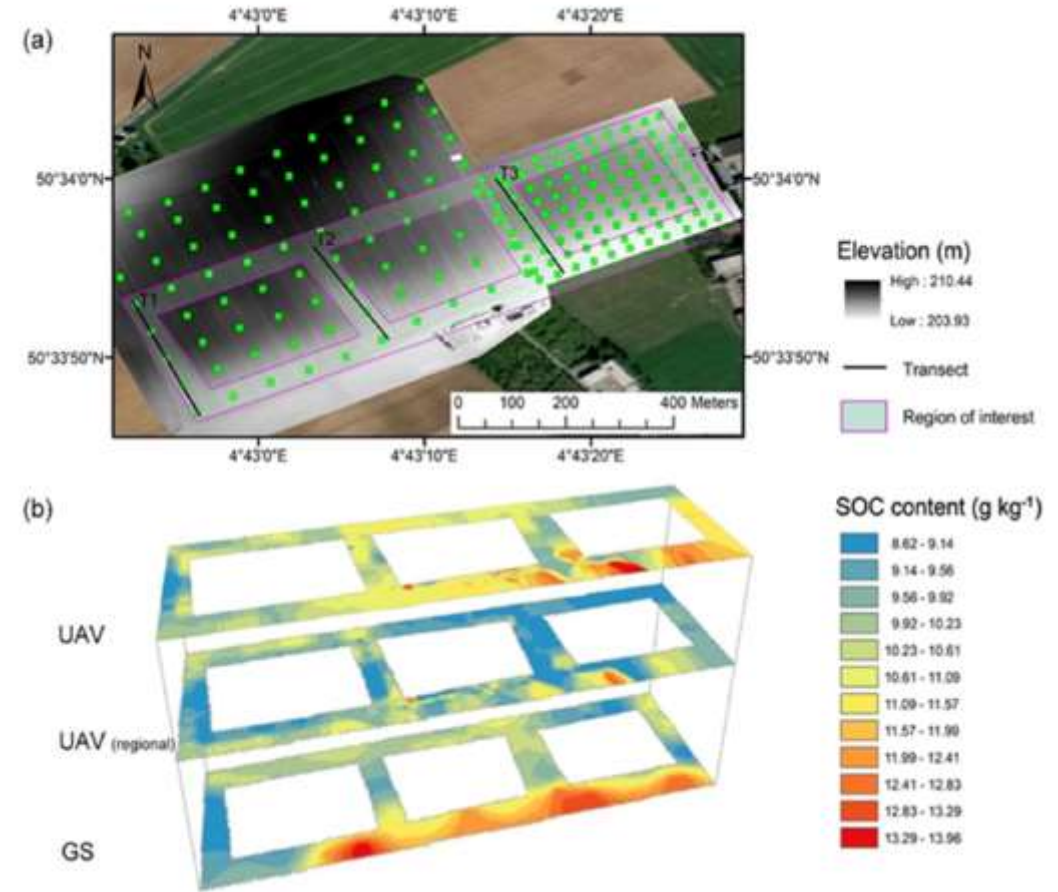 (a)
4°43'0"E 4°43'10"E 4°43'20"E
N
50°34'0"N 50°34'0"N
T3
T2
T1
50°33'50"N 50°33'50"N
0 100 200 400 Meters
4°43'0"E 4°43'10"E 4°43'20"E
Elevation (m)
High : 210.44
Low : 203.93
Transect
Region of interest
(b)
UAV
UAV (regional)
GS
SOC content (g kg⁻¹)
8.62 - 9.14
9.14 - 9.56
9.56 - 9.92
9.92 - 10.23
10.23 - 10.61
10.61 - 11.09
11.09 - 11.57
11.57 - 11.99
11.99 - 12.41
12.41 - 12.83
12.83 - 13.29
13.29 - 13.96